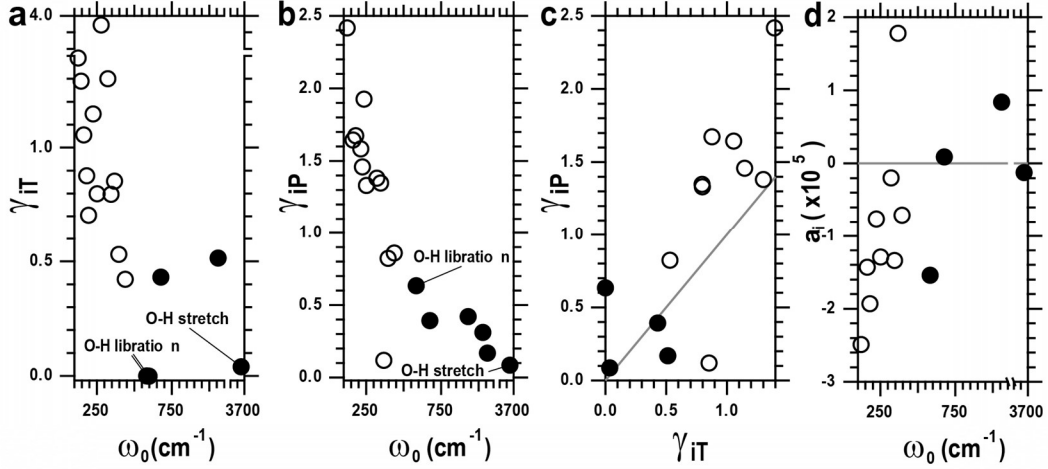 a
4.0
1.0
0.5
0.0
γiT
O-H stretch
O-H libratio n
250 750 3700
ω0(cm-1)
b
2.5
2.0
1.5
1.0
0.5
0.0
γiP
O-H libratio n
O-H stretch
250 750 3700
ω0(cm-1)
c
2.5
2.0
1.5
1.0
0.5
0.0
γiP
0.0 0.5 1.0
γiT
d
2
1
0
-1
-2
-3
ai( x10 5)
250 750 3700
ω0(cm-1)